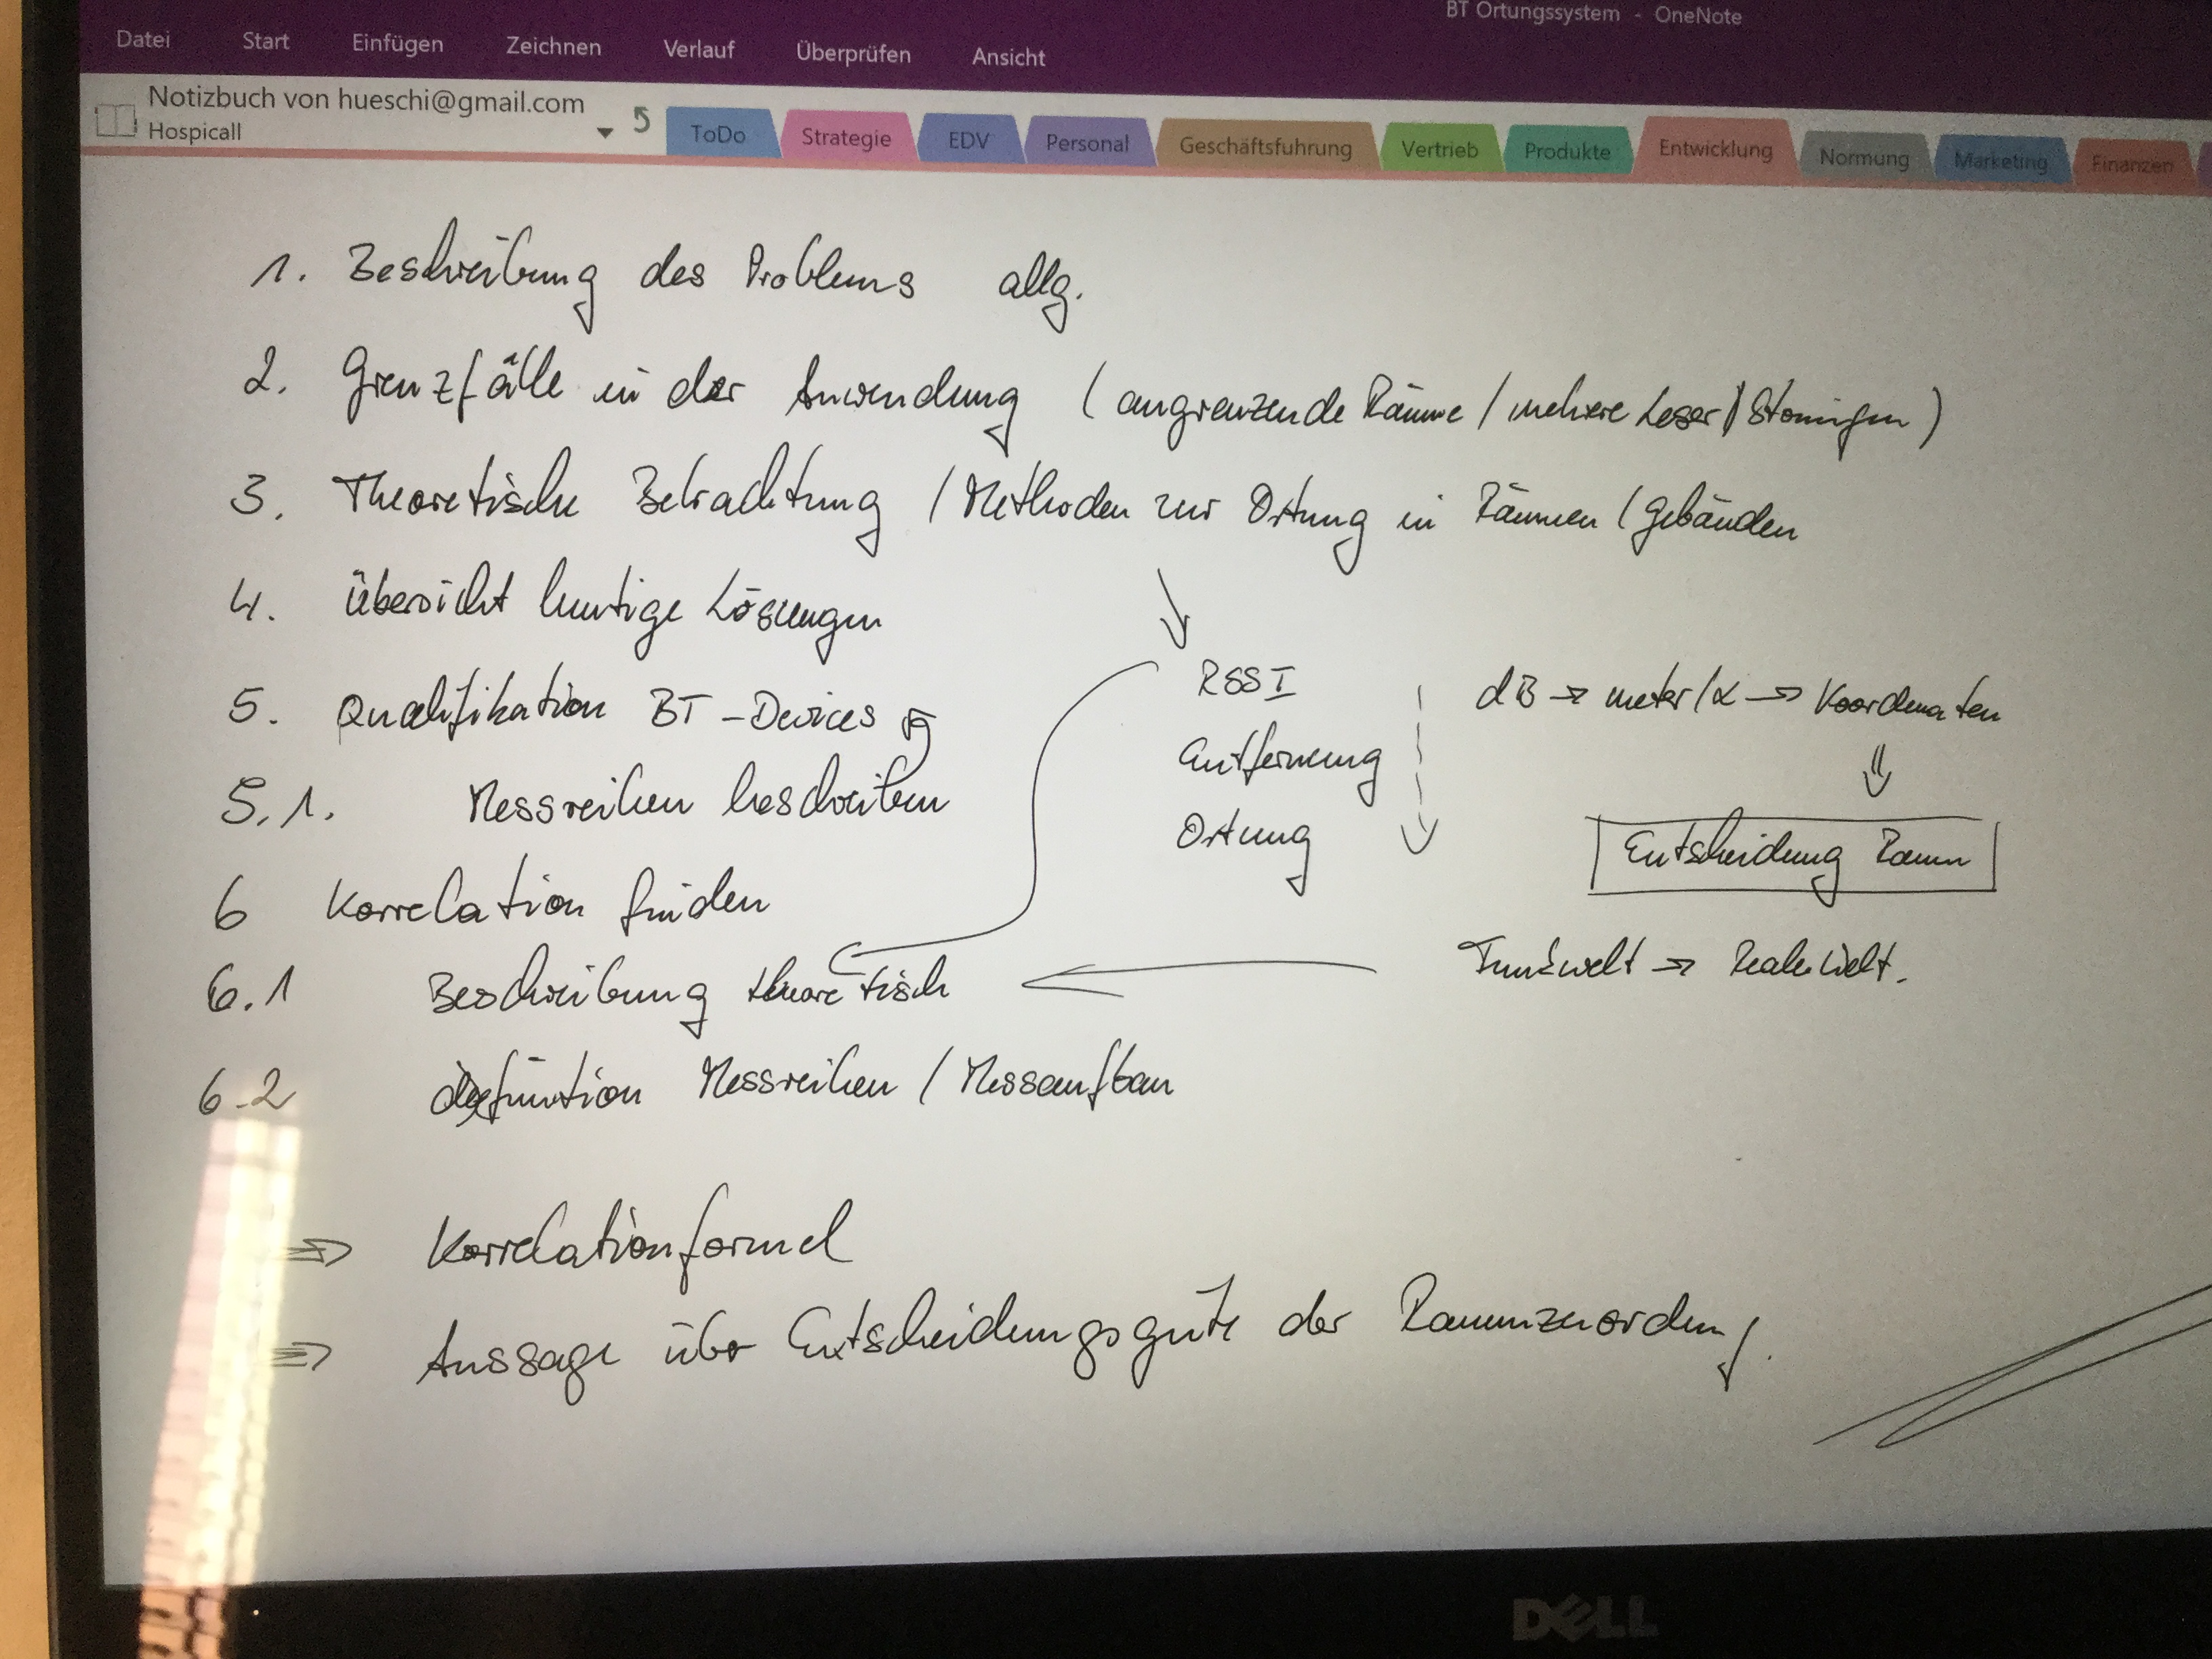 BT Ortungssystem - OneNote
Datei Start Einfügen Zeichnen Verlauf Überprüfen Ansicht
Notizbuch von hueschi@gmail.com
Hospicall
ToDo Strategie EDV Personal Geschäftsfuhrung Vertrieb Produkte Entwicklung Normung Marketing Finanzen
1. Beschreibung des Problems allg.
2. Grenzfälle in der Anwendung (angrenzende Räume / mehrere Leser / Störungen)
3. Theoretische Betrachtung / Methoden zur Ortung in Räumen / Gebäuden
4. Übersicht heutige Lösungen
5. Qualifikation BT-Devices
RSSI
dB → meter/α → Koordinaten
Entfernung
5.1. Messreihen beschreiben
Ortung
Entscheidung Raum
6 Korrelation finden
6.1 Beschreibung theoretisch
Funkwelt → Reale Welt.
6.2 definition Messreihen / Messaufbau
⇒ Korrelationformel
⇒ Aussage über Entscheidungsgüte der Raumzuordnung.
DELL